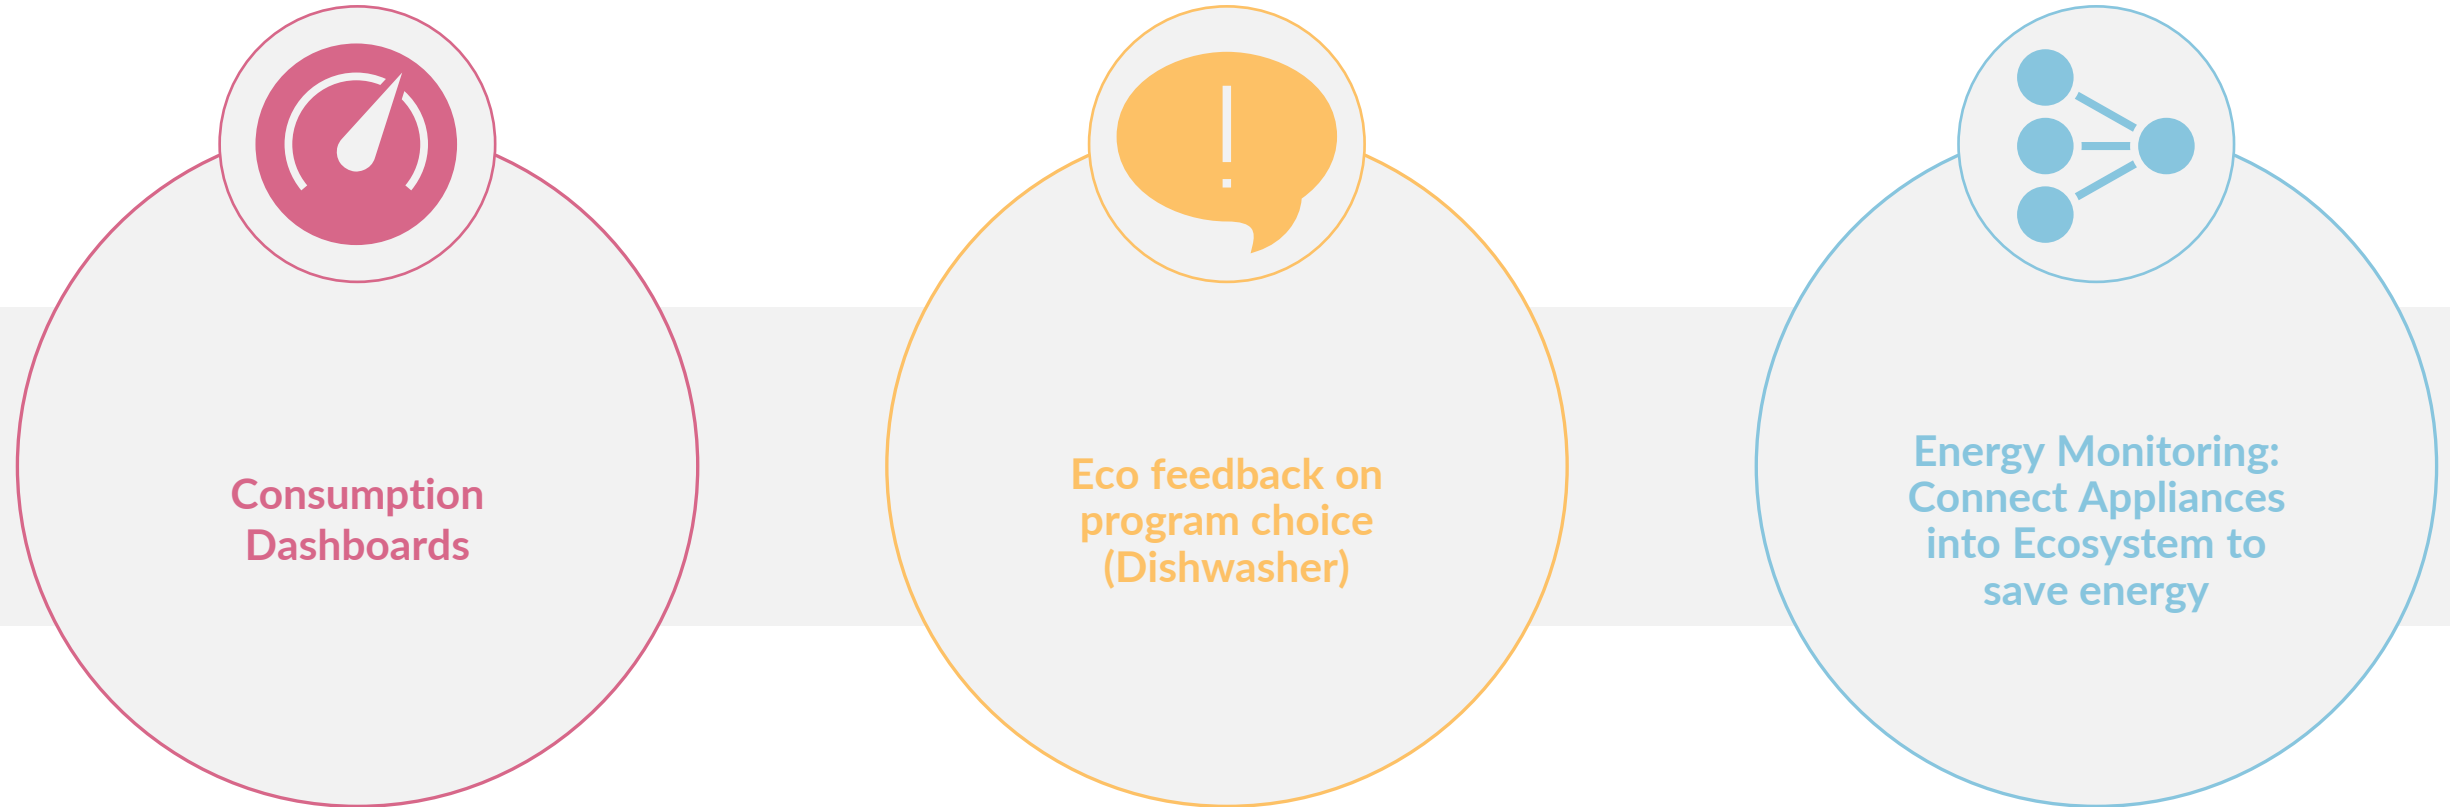 Consumption
Dashboards
Eco feedback on
program choice
(Dishwasher)
Energy Monitoring:
Connect Appliances
into Ecosystem to
save energy